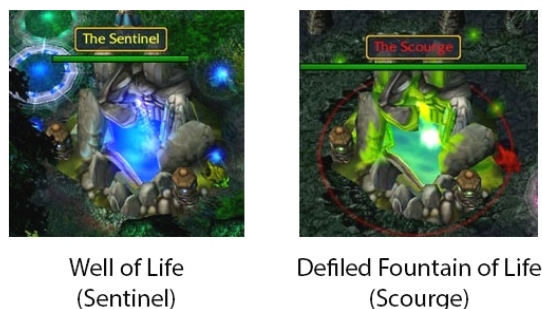 The Sentinel
The Scourge
Well of Life
(Sentinel)
Defiled Fountain of Life
(Scourge)